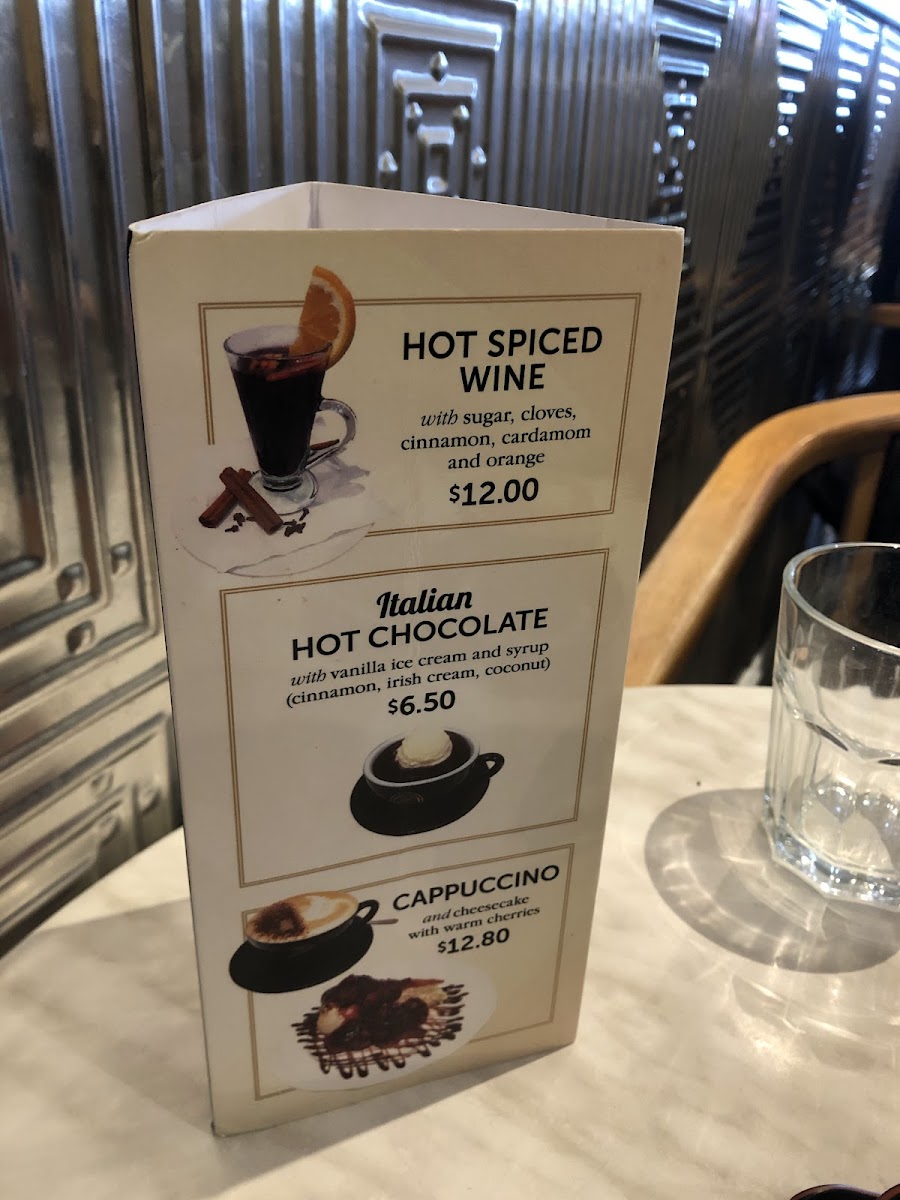 HOT SPICED
WINE
with sugar, cloves,
cinnamon, cardamom
and orange
$12.00
Italian
HOT CHOCOLATE
with vanilla ice cream and syrup
(cinnamon, irish cream, coconut)
$6.50
CAPPUCCINO
and cheesecake
with warm cherries
$12.80